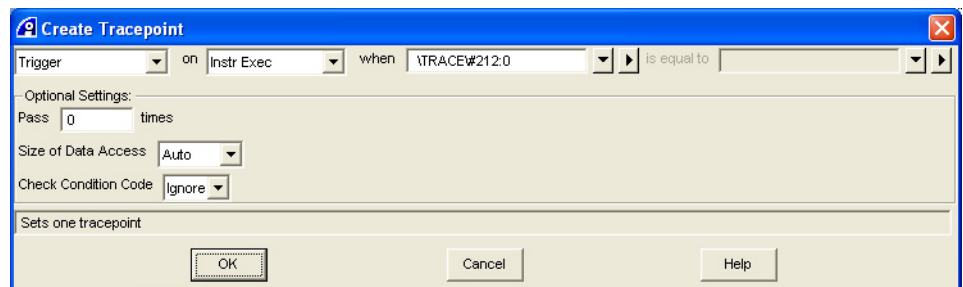 Create Tracepoint
Trigger on Instr Exec when \TRACE\#212:0 is equal to
Optional Settings:
Pass 0 times
Size of Data Access Auto
Check Condition Code Ignore
Sets one tracepoint
OK Cancel Help